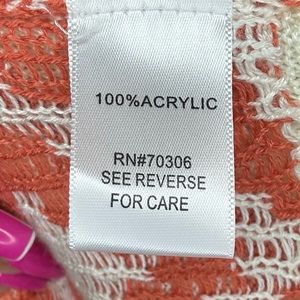 100%ACRYLIC
RN#70306
SEE REVERSE
FOR CARE